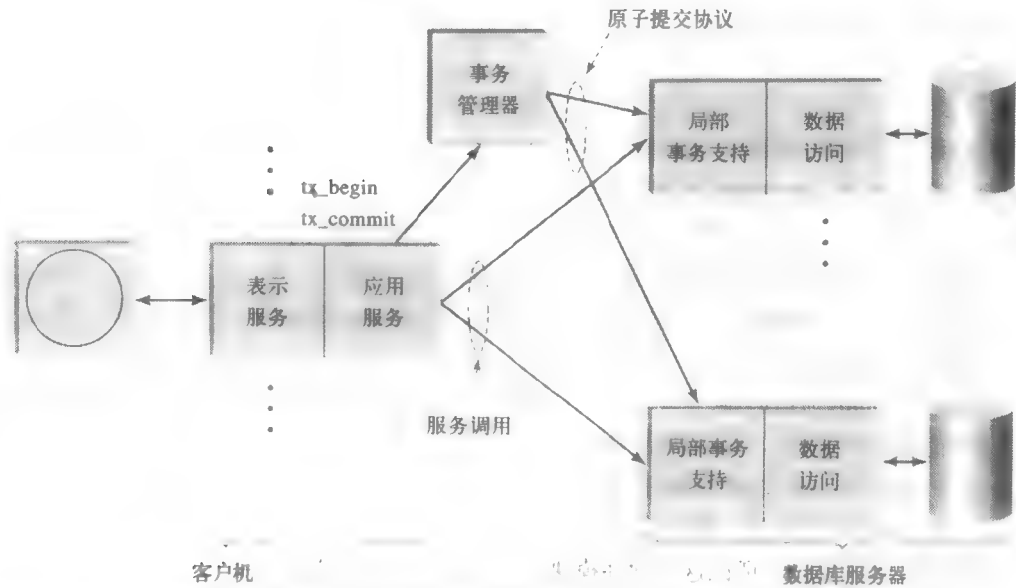 原子提交协议
事务
管理器
局部
事务支持
数据
访问
tx_begin
tx_commit
表示
服务
应用
服务
服务调用
局部事务
支持
数据
访问
客户机
数据库服务器